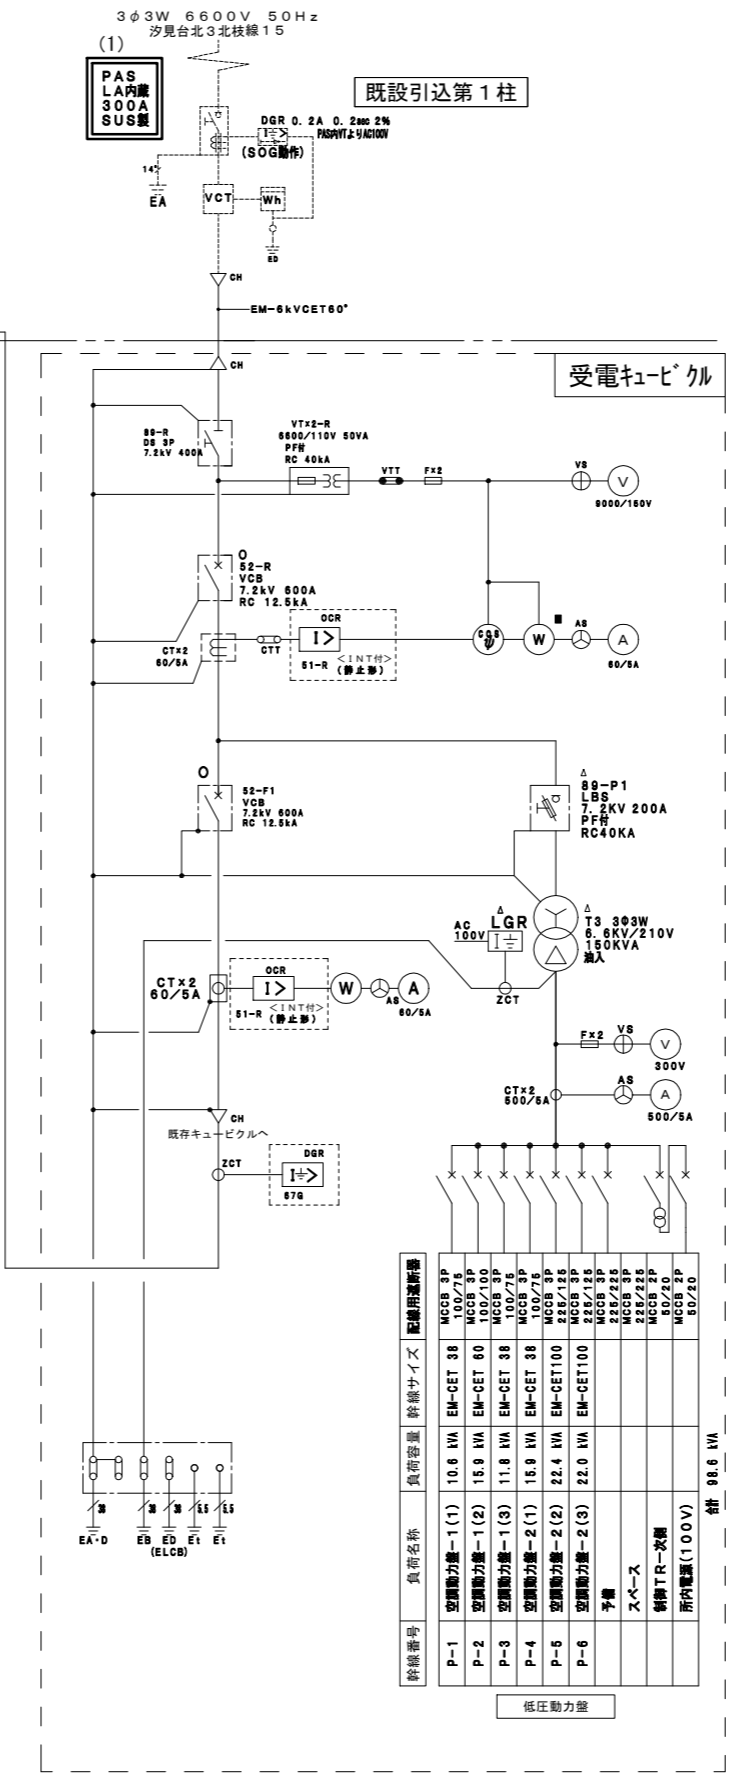 3φ3W 6600V 50Hz
汐見台北3北枝線15
(1)
PAS
LA内蔵
300A
SUS製
既設引込第1柱
DGR 0.2A 0.2sec 2%
PAS内VTよりAC100V
I⏚>
(SOG動作)
14°
EA
VCT
Wh
ED
CH
EM-6kVCET60°
CH
受電キュービクル
89-R
DS 3P
7.2kV 400A
VTX2-R
6600/110V 50VA
PF付
RC 40kA
VTT
FX2
VS
V
9000/150V
O
52-R
VCB
7.2kV 600A
RC 12.5kA
CTX2
60/5A
CTT
OCR
I>
51-R
<INT付>
(静止形)
COS
ψ
W
AS
A
60/5A
O
52-F1
VCB
7.2kV 600A
RC 12.5kA
Δ
89-P1
LBS
7.2KV 200A
PF付
RC40KA
Δ
LGR
AC
100V
I⏚
ZCT
Δ
T3 3Φ3W
6.6KV/210V
150KVA
油入
CTX2
60/5A
OCR
I>
51-R
<INT付>
(静止形)
W
AS
A
60/5A
FX2
VS
V
300V
CTX2
500/5A
AS
A
500/5A
CH
既存キュービクルへ
ZCT
DGR
I⏚>
67G
幹線番号 負荷名称 負荷容量 幹線サイズ 配線用遮断器
P-1 空調動力盤-1(1) 10.6 kVA EM-CET 38 MCCB 3P 100/75
P-2 空調動力盤-1(2) 15.9 kVA EM-CET 60 MCCB 3P 100/100
P-3 空調動力盤-1(3) 11.8 kVA EM-CET 38 MCCB 3P 100/75
P-4 空調動力盤-2(1) 15.9 kVA EM-CET 38 MCCB 3P 100/75
P-5 空調動力盤-2(2) 22.4 kVA EM-CET100 MCCB 3P 225/125
P-6 空調動力盤-2(3) 22.0 kVA EM-CET100 MCCB 3P 225/125
予備 MCCB 3P 225/225
スペース MCCB 3P 225/225
制御TR一次側 MCCB 2P 50/20
所内電源(100V) MCCB 2P 50/20
合計 98.6 kVA
低圧動力盤
38
38
38
5.5
5.5
EA・D
EB
ED
(ELCB)
Et
Et